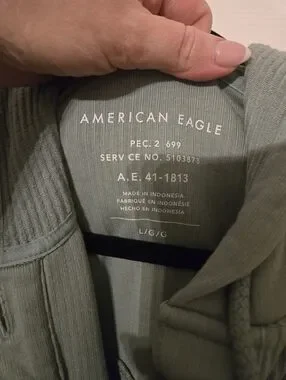 AMERICAN EAGLE
PEC. 2 699
SERV CE NO. 5103873
A.E. 41-1813
MADE IN INDONESIA
FABRIQUÉ EN INDONÉSIE
HECHO EN INDONESIA
L/G/G